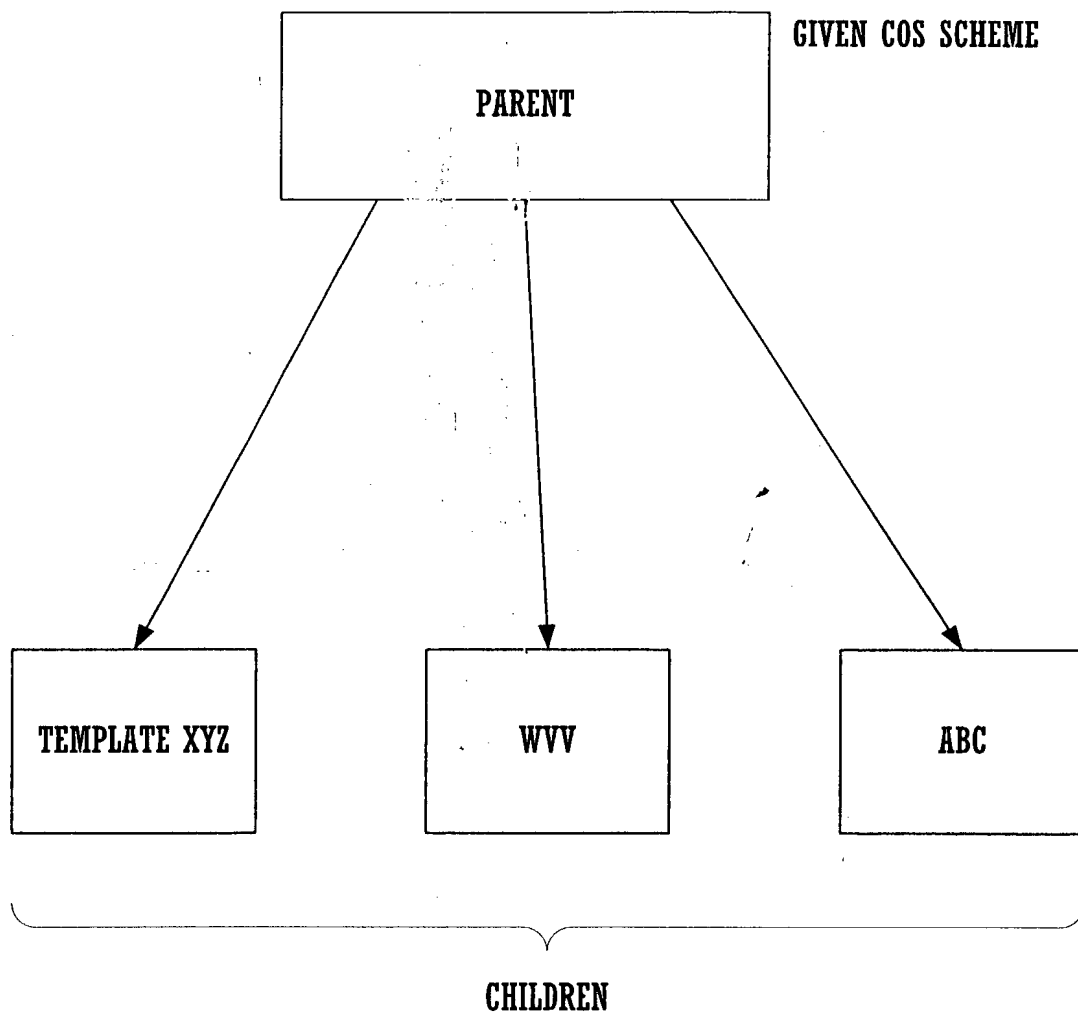 GIVEN COS SCHEME
PARENT
TEMPLATE XYZ
WVV
ABC
CHILDREN